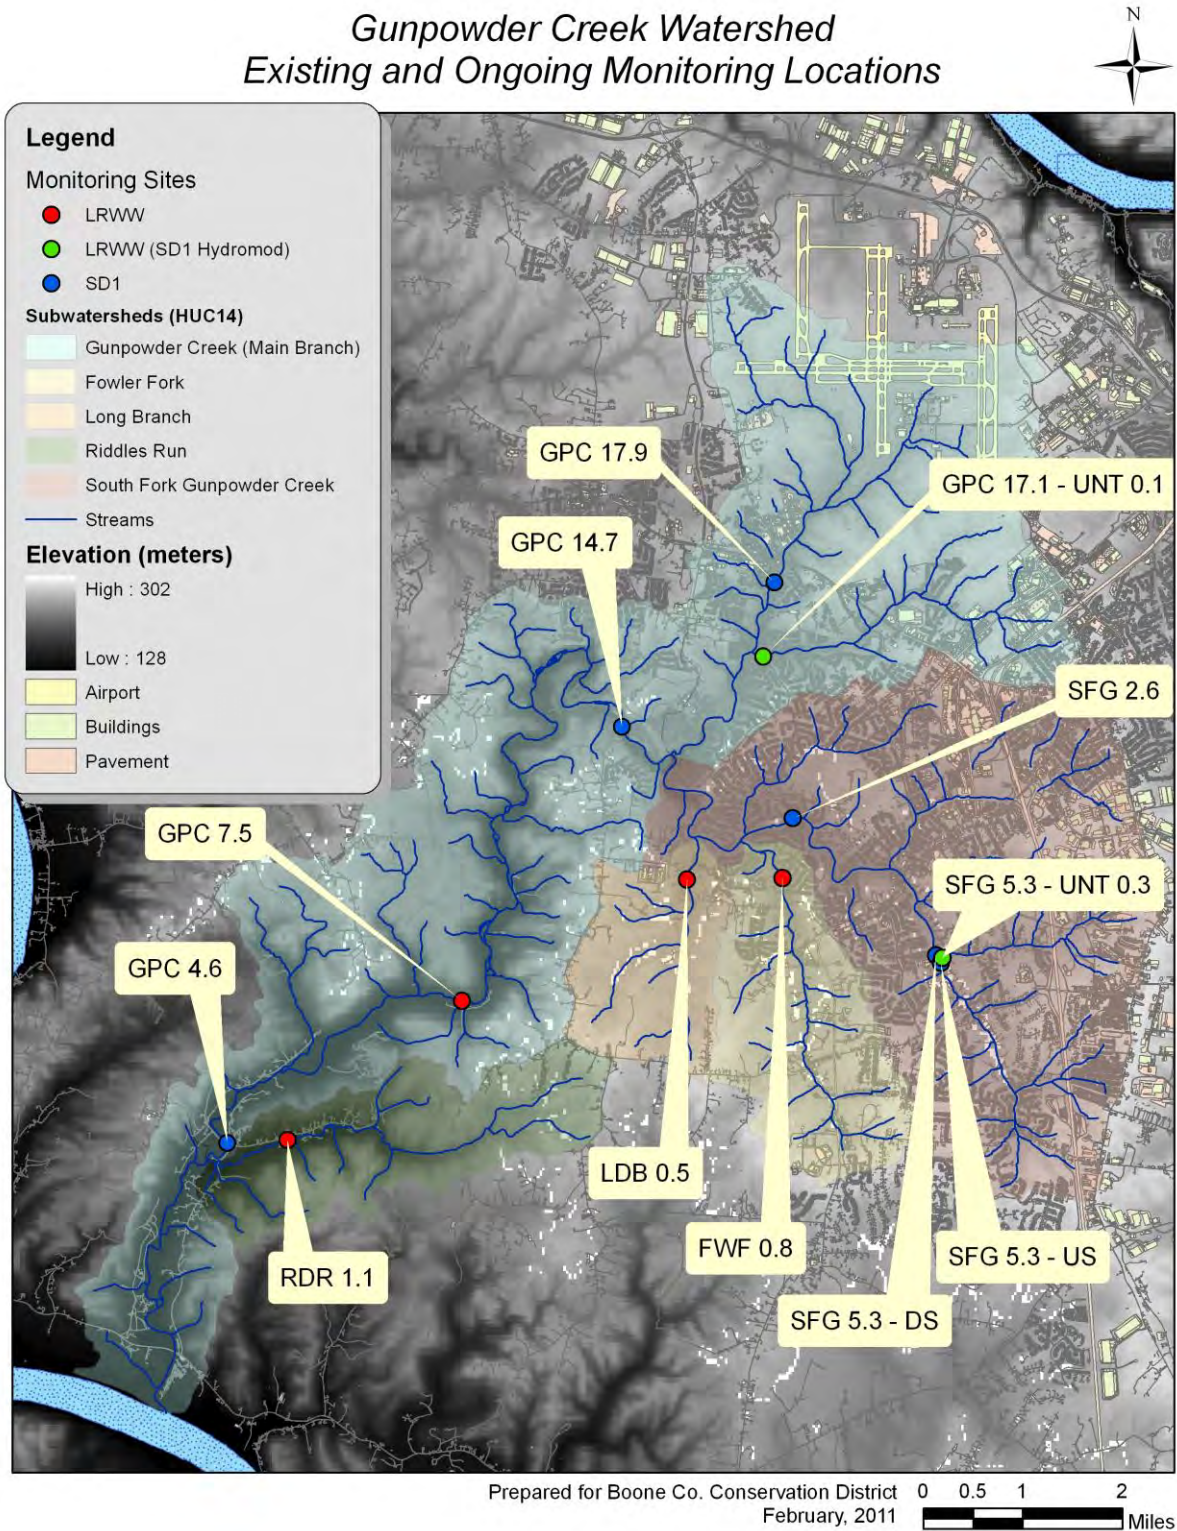 Gunpowder Creek Watershed
Existing and Ongoing Monitoring Locations
N
Legend
Monitoring Sites
LRWW
LRWW (SD1 Hydromod)
SD1
Subwatersheds (HUC14)
Gunpowder Creek (Main Branch)
Fowler Fork
Long Branch
Riddles Run
South Fork Gunpowder Creek
Streams
Elevation (meters)
High : 302
Low : 128
Airport
Buildings
Pavement
GPC 17.9
GPC 17.1 - UNT 0.1
GPC 14.7
SFG 2.6
GPC 7.5
SFG 5.3 - UNT 0.3
GPC 4.6
LDB 0.5
FWF 0.8
SFG 5.3 - US
RDR 1.1
SFG 5.3 - DS
Prepared for Boone Co. Conservation District
February, 2011
0 0.5 1 2
Miles